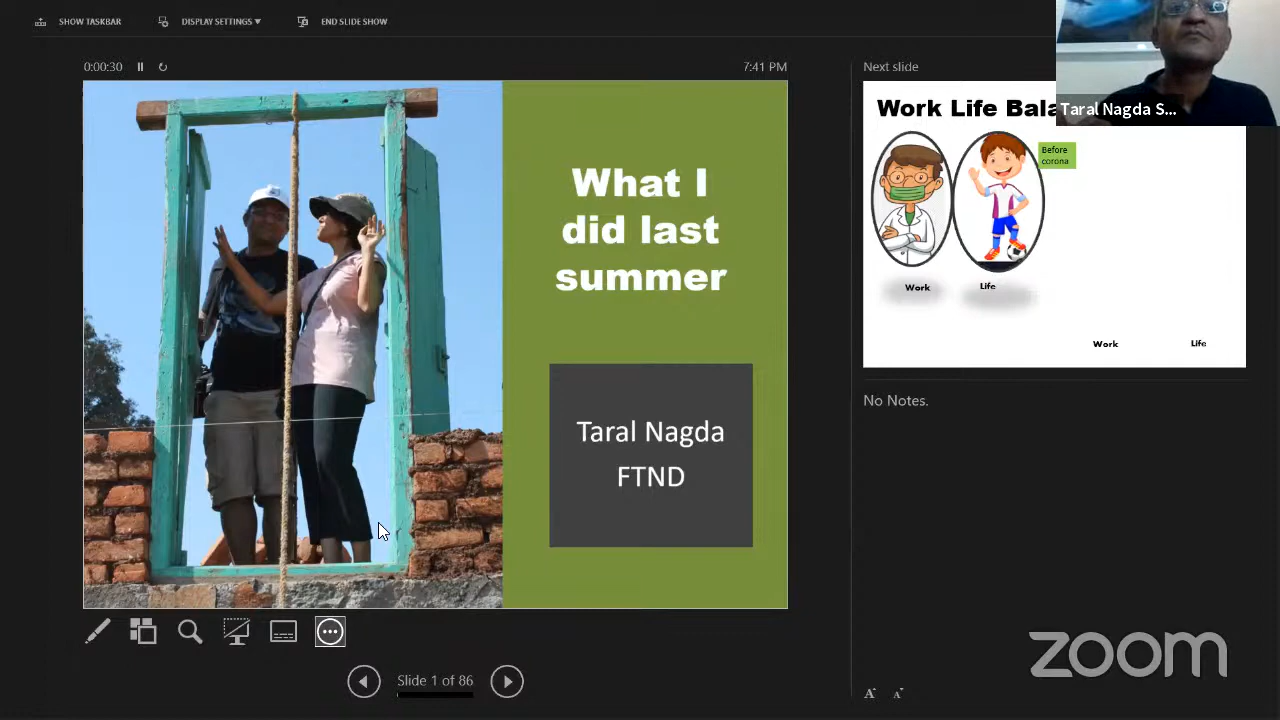 SHOW TASKBAR
DISPLAY SETTINGS
END SLIDE SHOW
0:00:30
7:41 PM
What I
did last
summer
Taral Nagda
FTND
Slide 1 of 86
Next slide
Work Life Bala
Before
corona
Work
Life
Work
Life
No Notes.
Taral Nagda S...
A
A
zoom